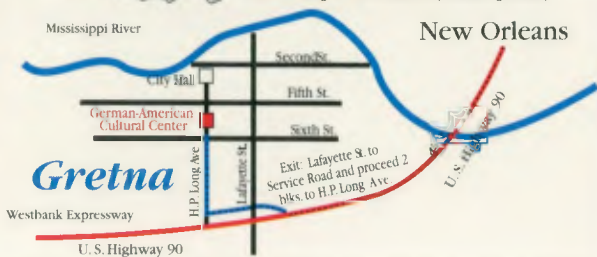 Mississippi River
New Orleans
Second St.
City Hall
Fifth St.
German-American
Cultural Center
Sixth St.
U.S. Highway 90
Exit: Lafayette St. to
Service Road and proceed 2
blks. to H.P. Long Ave
H.P. Long Ave
Lafayette St.
Gretna
Westbank Expressway
U.S. Highway 90